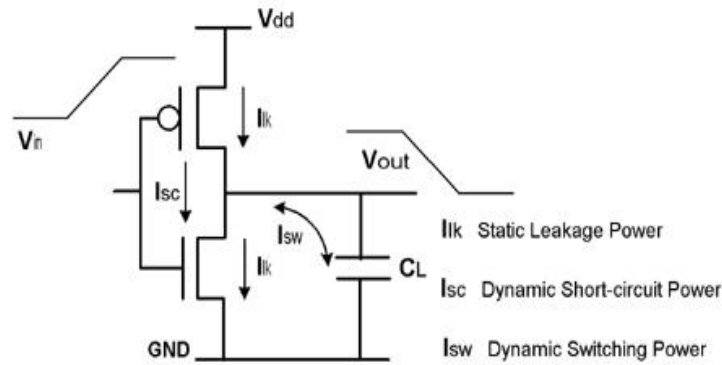 Vdd
Vin
Ilk
Vout
Isc
Isw
Ilk
CL
GND
Ilk Static Leakage Power
Isc Dynamic Short-circuit Power
Isw Dynamic Switching Power